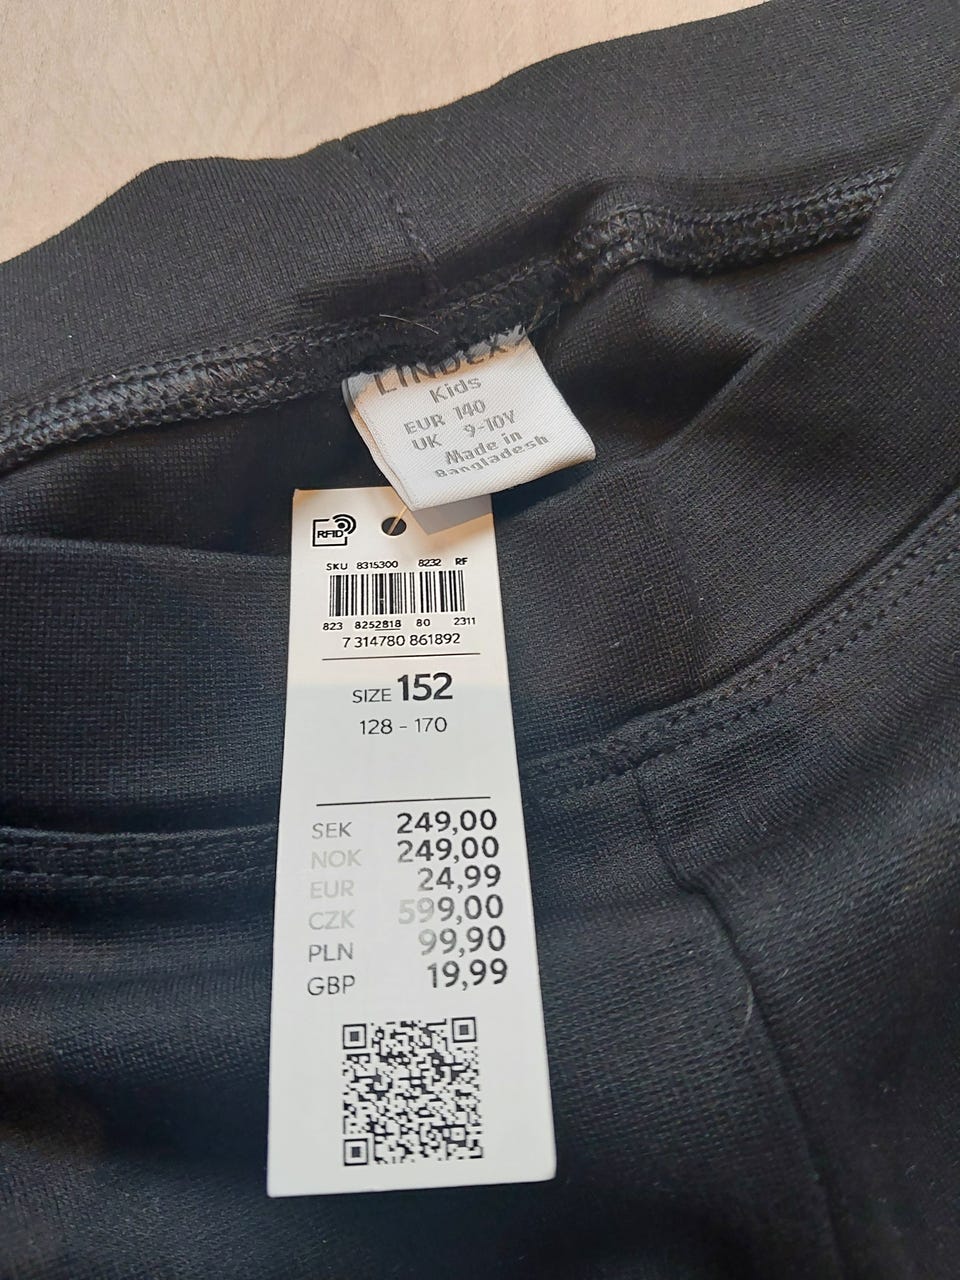 LINDEX
Kids
EUR 140
UK 9-10Y
Made in
Bangladesh
RFID
SKU 8315300 8232 RF
823 8252818 80 2311
7 314780 861892
SIZE 152
128 - 170
SEK 249,00
NOK 249,00
EUR 24,99
CZK 599,00
PLN 99,90
GBP 19,99